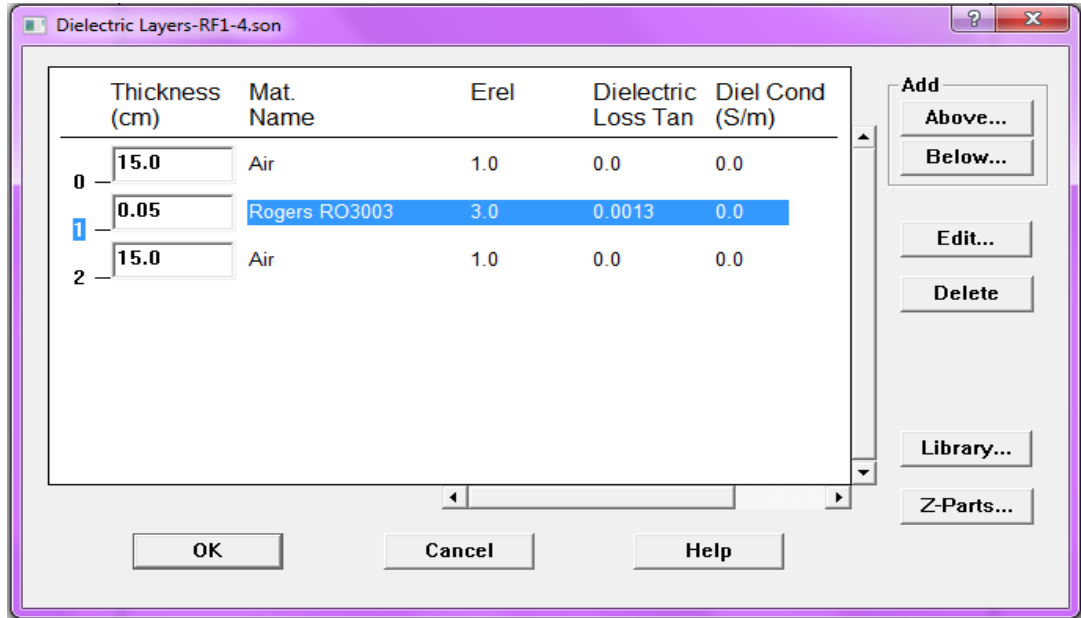 Dielectric Layers-RF1-4.son
Thickness Mat. Erel Dielectric Diel Cond
(cm) Name Loss Tan (S/m)
0 15.0 Air 1.0 0.0 0.0
1 0.05 Rogers RO3003 3.0 0.0013 0.0
2 15.0 Air 1.0 0.0 0.0
Add
Above...
Below...
Edit...
Delete
Library...
Z-Parts...
OK Cancel Help